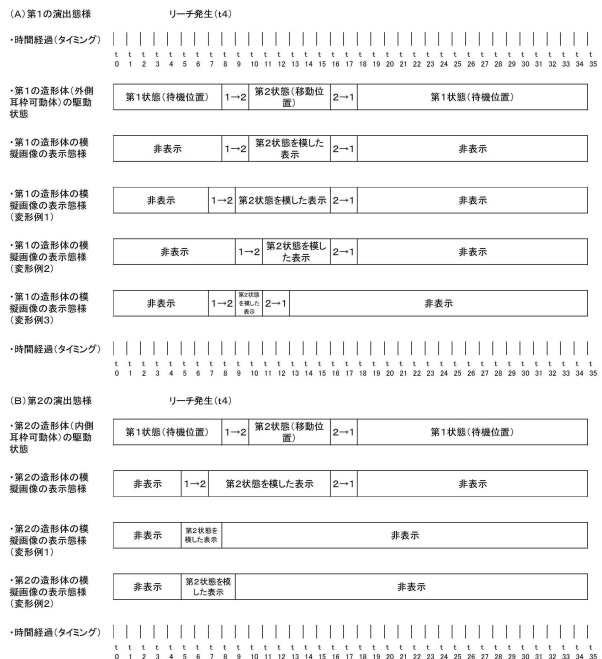 (A)第1の演出態様 リーチ発生(t4)
・時間経過(タイミング)
t t t t t t t t t t t t t t t t t t t t t t t t t t t t t t t t t t t t
0 1 2 3 4 5 6 7 8 9 10 11 12 13 14 15 16 17 18 19 20 21 22 23 24 25 26 27 28 29 30 31 32 33 34 35
・第1の造形体(外側
耳枠可動体)の駆動
状態
第1状態(待機位置) 1→2 第2状態(移動位
置) 2→1 第1状態(待機位置)
・第1の造形体の模
擬画像の表示態様
非表示 1→2 第2状態を模した
表示 2→1 非表示
・第1の造形体の模
擬画像の表示態様
(変形例1)
非表示 1→2 第2状態を模した表示 2→1 非表示
・第1の造形体の模
擬画像の表示態様
(変形例2)
非表示 1→2 第2状態を模し
た表示 2→1 非表示
・第1の造形体の模
擬画像の表示態様
(変形例3)
非表示 1→2 第2状態
を模した
表示 2→1 非表示
・時間経過(タイミング)
t t t t t t t t t t t t t t t t t t t t t t t t t t t t t t t t t t t t
0 1 2 3 4 5 6 7 8 9 10 11 12 13 14 15 16 17 18 19 20 21 22 23 24 25 26 27 28 29 30 31 32 33 34 35
(B)第2の演出態様 リーチ発生(t4)
・第2の造形体(内側
耳枠可動体)の駆動
状態
第1状態(待機位置) 1→2 第2状態(移動位
置) 2→1 第1状態(待機位置)
・第2の造形体の模
擬画像の表示態様
非表示 1→2 第2状態を模した表示 2→1 非表示
・第2の造形体の模
擬画像の表示態様
(変形例1)
非表示 第2状態を
模した表示 非表示
・第2の造形体の模
擬画像の表示態様
(変形例2)
非表示 第2状態を模
した表示 非表示
・時間経過(タイミング)
t t t t t t t t t t t t t t t t t t t t t t t t t t t t t t t t t t t t
0 1 2 3 4 5 6 7 8 9 10 11 12 13 14 15 16 17 18 19 20 21 22 23 24 25 26 27 28 29 30 31 32 33 34 35